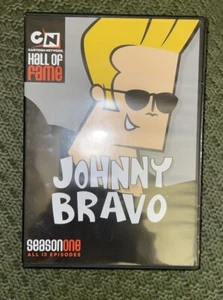 CN
CARTOON NETWORK
HALL OF
FAME
JOHNNY
BRAVO
SEASON ONE
ALL 13 EPISODES